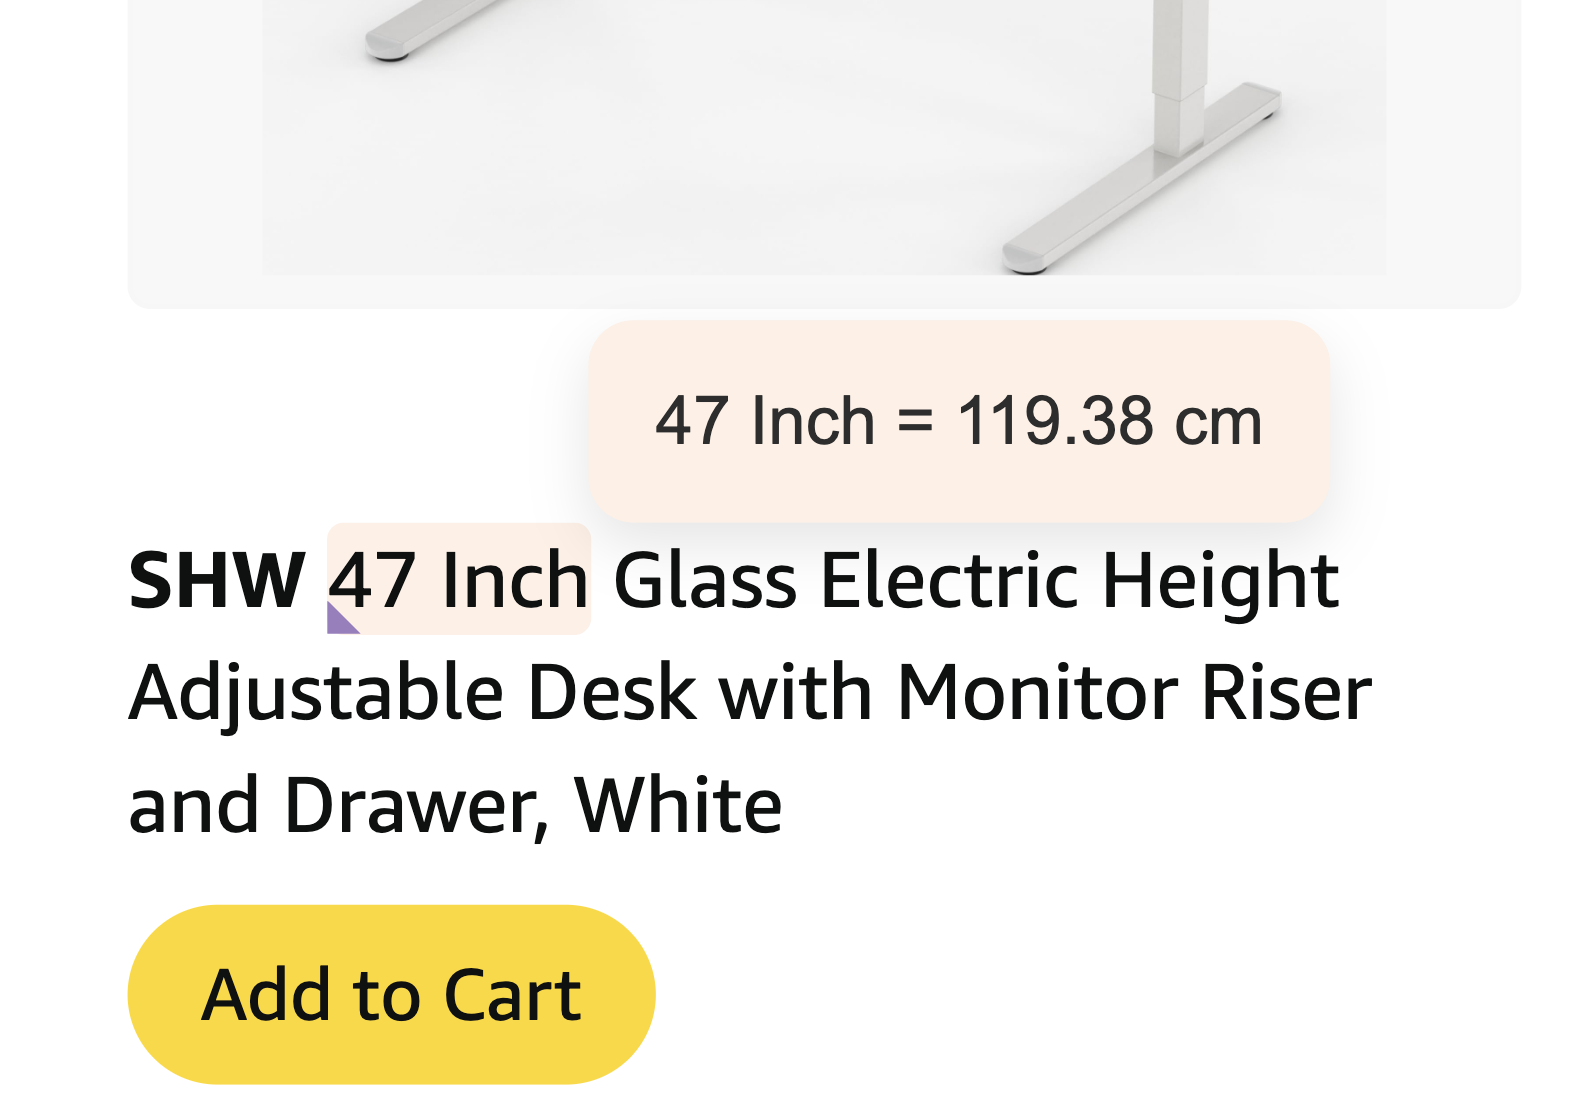 47 Inch = 119.38 cm
SHW 47 Inch Glass Electric Height
Adjustable Desk with Monitor Riser
and Drawer, White
Add to Cart